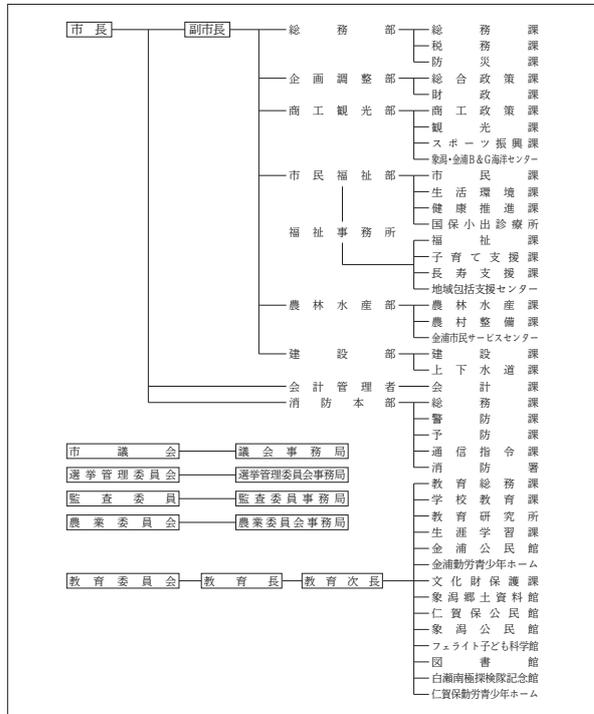 市長 副市長 総務部 総務課
税務課
防災課
企画調整部 総合政策課
財政課
商工観光部 商工政策課
観光課
スポーツ振興課
象潟・金浦B&G海洋センター
市民福祉部 市民課
生活環境課
健康推進課
国保小出診療所
福祉事務所
福祉課
子育て支援課
長寿支援課
地域包括支援センター
農林水産部 農林水産課
農村整備課
金浦市民サービスセンター
建設部 建設課
上下水道課
会計管理者 会計課
消防本部 総務課
警防課
予防課
通信指令課
消防署
市議会 議会事務局
選挙管理委員会 選挙管理委員会事務局
監査委員 監査委員事務局
農業委員会 農業委員会事務局
教育総務課
学校教育課
教育研究所
生涯学習課
金浦公民館
金浦勤労青少年ホーム
教育委員会 教育長 教育次長 文化財保護課
象潟郷土資料館
仁賀保公民館
象潟公民館
フェライト子ども科学館
図書館
白瀬南極探検隊記念館
仁賀保勤労青少年ホーム